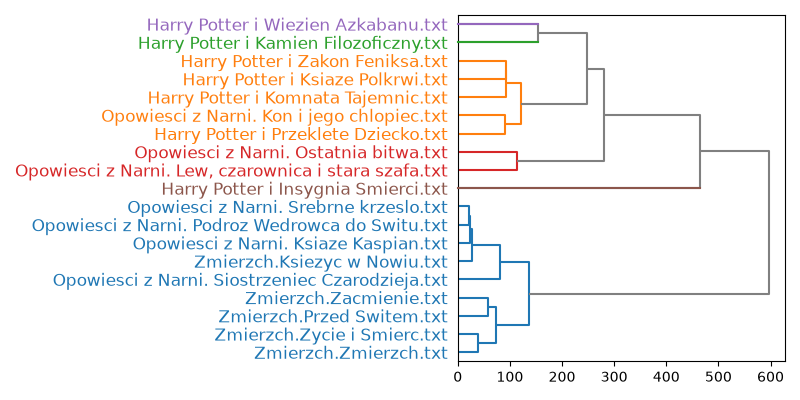 Harry Potter i Wiezien Azkabanu.txt
Harry Potter i Kamien Filozoficzny.txt
Harry Potter i Zakon Feniksa.txt
Harry Potter i Ksiaze Polkrwi.txt
Harry Potter i Komnata Tajemnic.txt
Opowiesci z Narni. Kon i jego chlopiec.txt
Harry Potter i Przeklete Dziecko.txt
Opowiesci z Narni. Ostatnia bitwa.txt
Opowiesci z Narni. Lew, czarownica i stara szafa.txt
Harry Potter i Insygnia Smierci.txt
Opowiesci z Narni. Srebrne krzeslo.txt
Opowiesci z Narni. Podroz Wedrowca do Switu.txt
Opowiesci z Narni. Ksiaze Kaspian.txt
Zmierzch.Ksiezyc w Nowiu.txt
Opowiesci z Narni. Siostrzeniec Czarodzieja.txt
Zmierzch.Zacmienie.txt
Zmierzch.Przed Switem.txt
Zmierzch.Zycie i Smierc.txt
Zmierzch.Zmierzch.txt
0 100 200 300 400 500 600